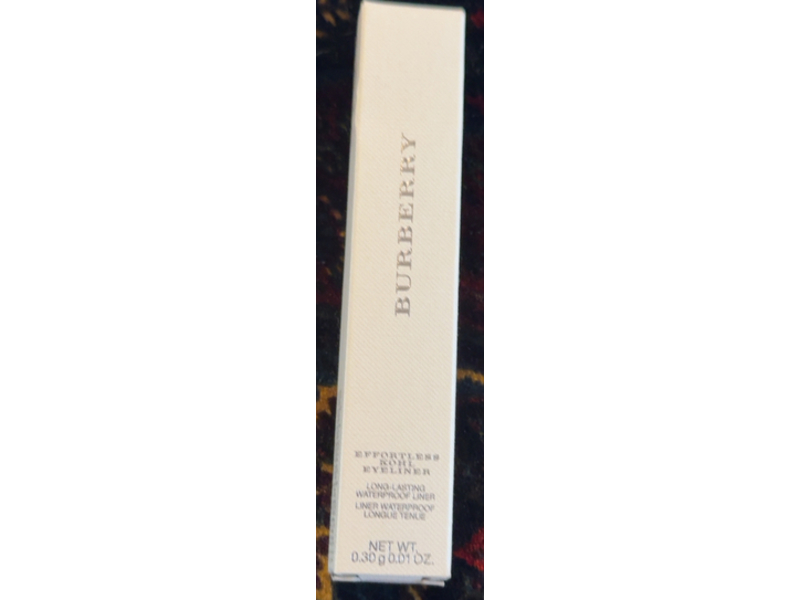 BURBERRY
EFFORTLESS
KOHL
EYELINER
LONG-LASTING
WATERPROOF LINER
LINER WATERPROOF
LONGUE TENUE
NET WT.
0.30 g 0.01 OZ.